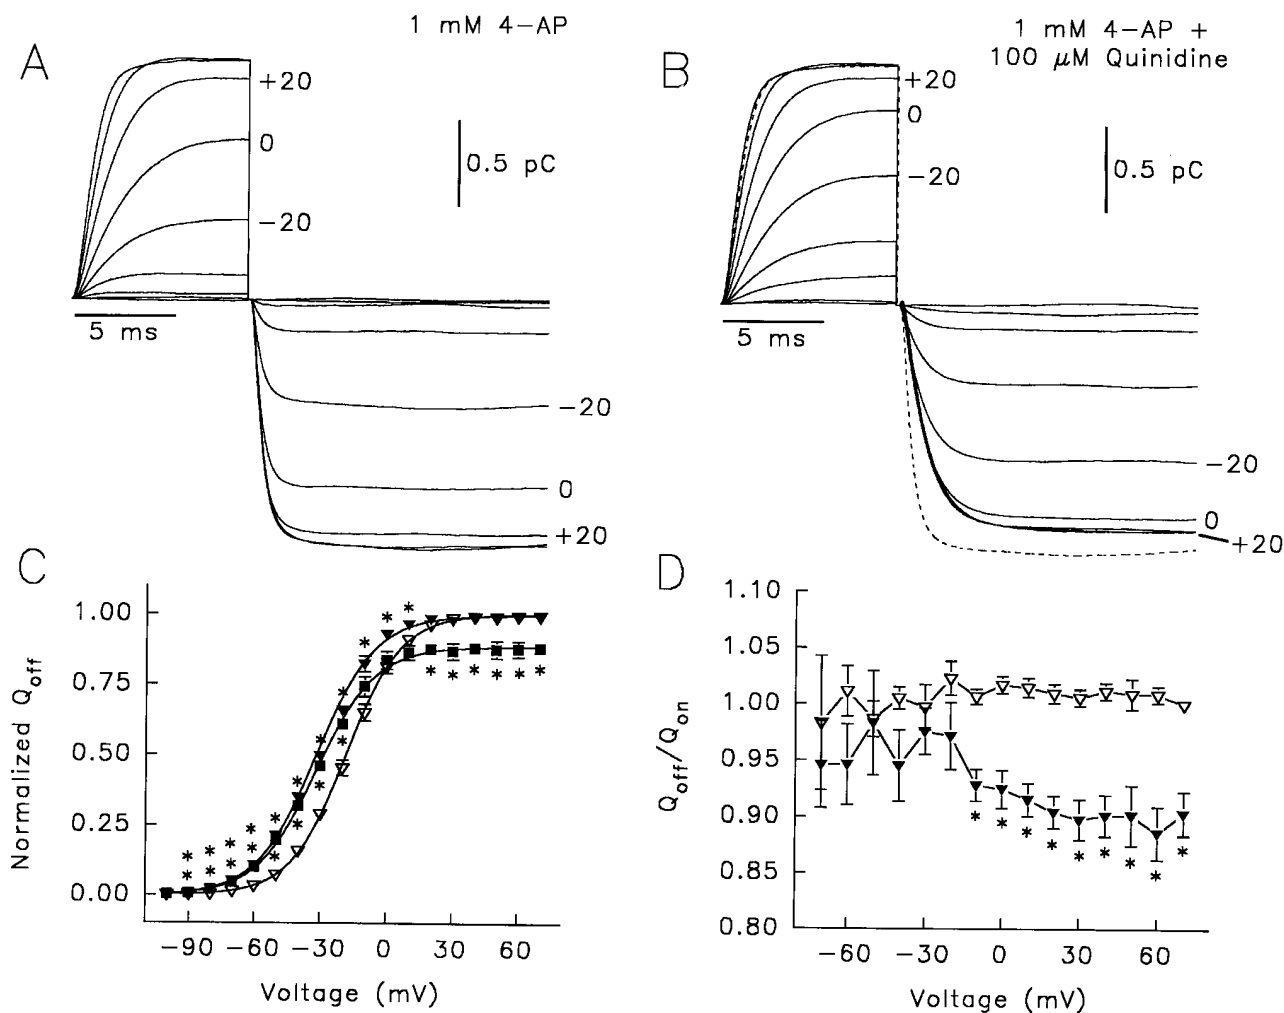 A
1 mM 4-AP
+20
0
-20
0.5 pC
5 ms
-20
0
+20
B
1 mM 4-AP +
100 μM Quinidine
+20
0
-20
0.5 pC
5 ms
-20
0
+20
C
Normalized Qoff
1.00
0.75
0.50
0.25
0.00
-90 -60 -30 0 30 60
Voltage (mV)
D
Qoff/Qon
1.10
1.05
1.00
0.95
0.90
0.85
0.80
-60 -30 0 30 60
Voltage (mV)